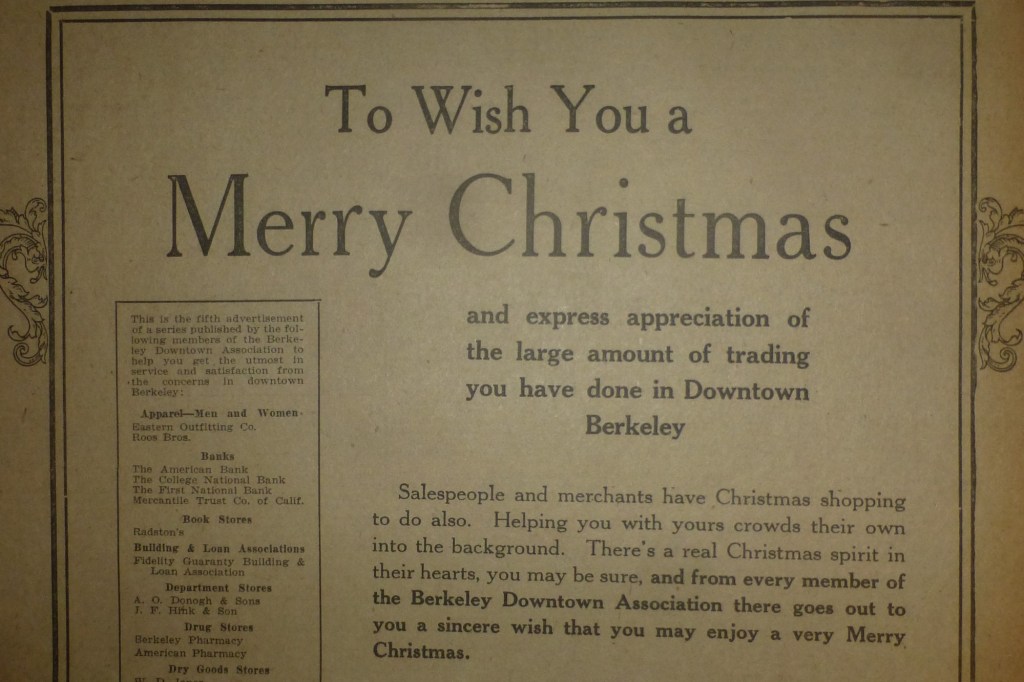 To Wish You a
Merry Christmas
and express appreciation of
the large amount of trading
you have done in Downtown
Berkeley
Salespeople and merchants have Christmas shopping
to do also. Helping you with yours crowds their own
into the background. There's a real Christmas spirit in
their hearts, you may be sure, and from every member of
the Berkeley Downtown Association there goes out to
you a sincere wish that you may enjoy a very Merry
Christmas.
This is the fifth advertisement
of a series published by the fol-
lowing members of the Berke-
ley Downtown Association to
help you get the utmost in
service and satisfaction from
the concerns in downtown
Berkeley:
Apparel—Men and Women
Eastern Outfitting Co.
Roos Bros.
Banks
The American Bank
The College National Bank
The First National Bank
Mercantile Trust Co. of Calif.
Book Stores
Radston's
Building & Loan Associations
Fidelity Guaranty Building &
Loan Association
Department Stores
A. O. Donogh & Sons
J. F. Hink & Son
Drug Stores
Berkeley Pharmacy
American Pharmacy
Dry Goods Stores